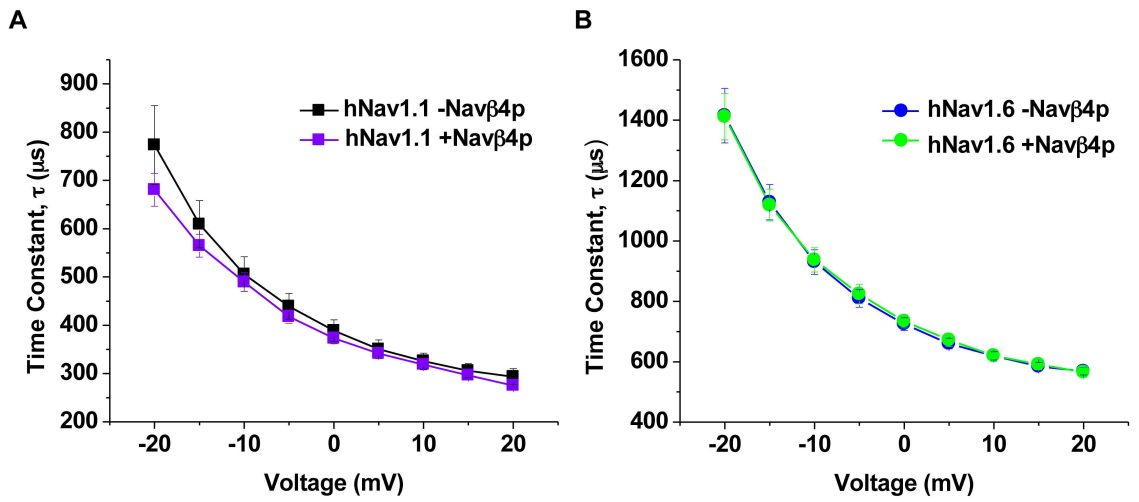 A
Time Constant, τ (μs)
900
800
700
600
500
400
300
200
hNav1.1 -Navβ4p
hNav1.1 +Navβ4p
-20
-10
0
10
20
Voltage (mV)
B
Time Constant, τ (μs)
1600
1400
1200
1000
800
600
400
hNav1.6 -Navβ4p
hNav1.6 +Navβ4p
-20
-10
0
10
20
Voltage (mV)